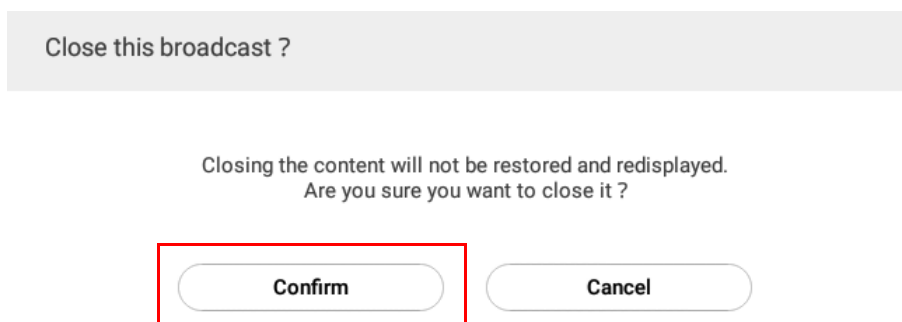 Close this broadcast ?
Closing the content will not be restored and redisplayed.
Are you sure you want to close it ?
Confirm
Cancel